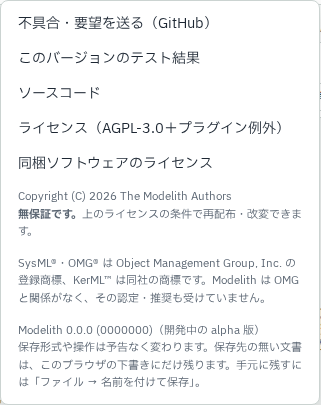 不具合・要望を送る（GitHub）
このバージョンのテスト結果
ソースコード
ライセンス（AGPL-3.0＋プラグイン例外）
同梱ソフトウェアのライセンス
Copyright (C) 2026 The Modelith Authors
無保証です。上のライセンスの条件で再配布・改変できま
す。
SysML®・OMG® は Object Management Group, Inc. の
登録商標、KerML™ は同社の商標です。Modelith は OMG
と関係がなく、その認定・推奨も受けていません。
Modelith 0.0.0 (0000000)（開発中の alpha 版）
保存形式や操作は予告なく変わります。保存先の無い文書
は、このブラウザの下書きにだけ残ります。手元に残すに
は「ファイル → 名前を付けて保存」。